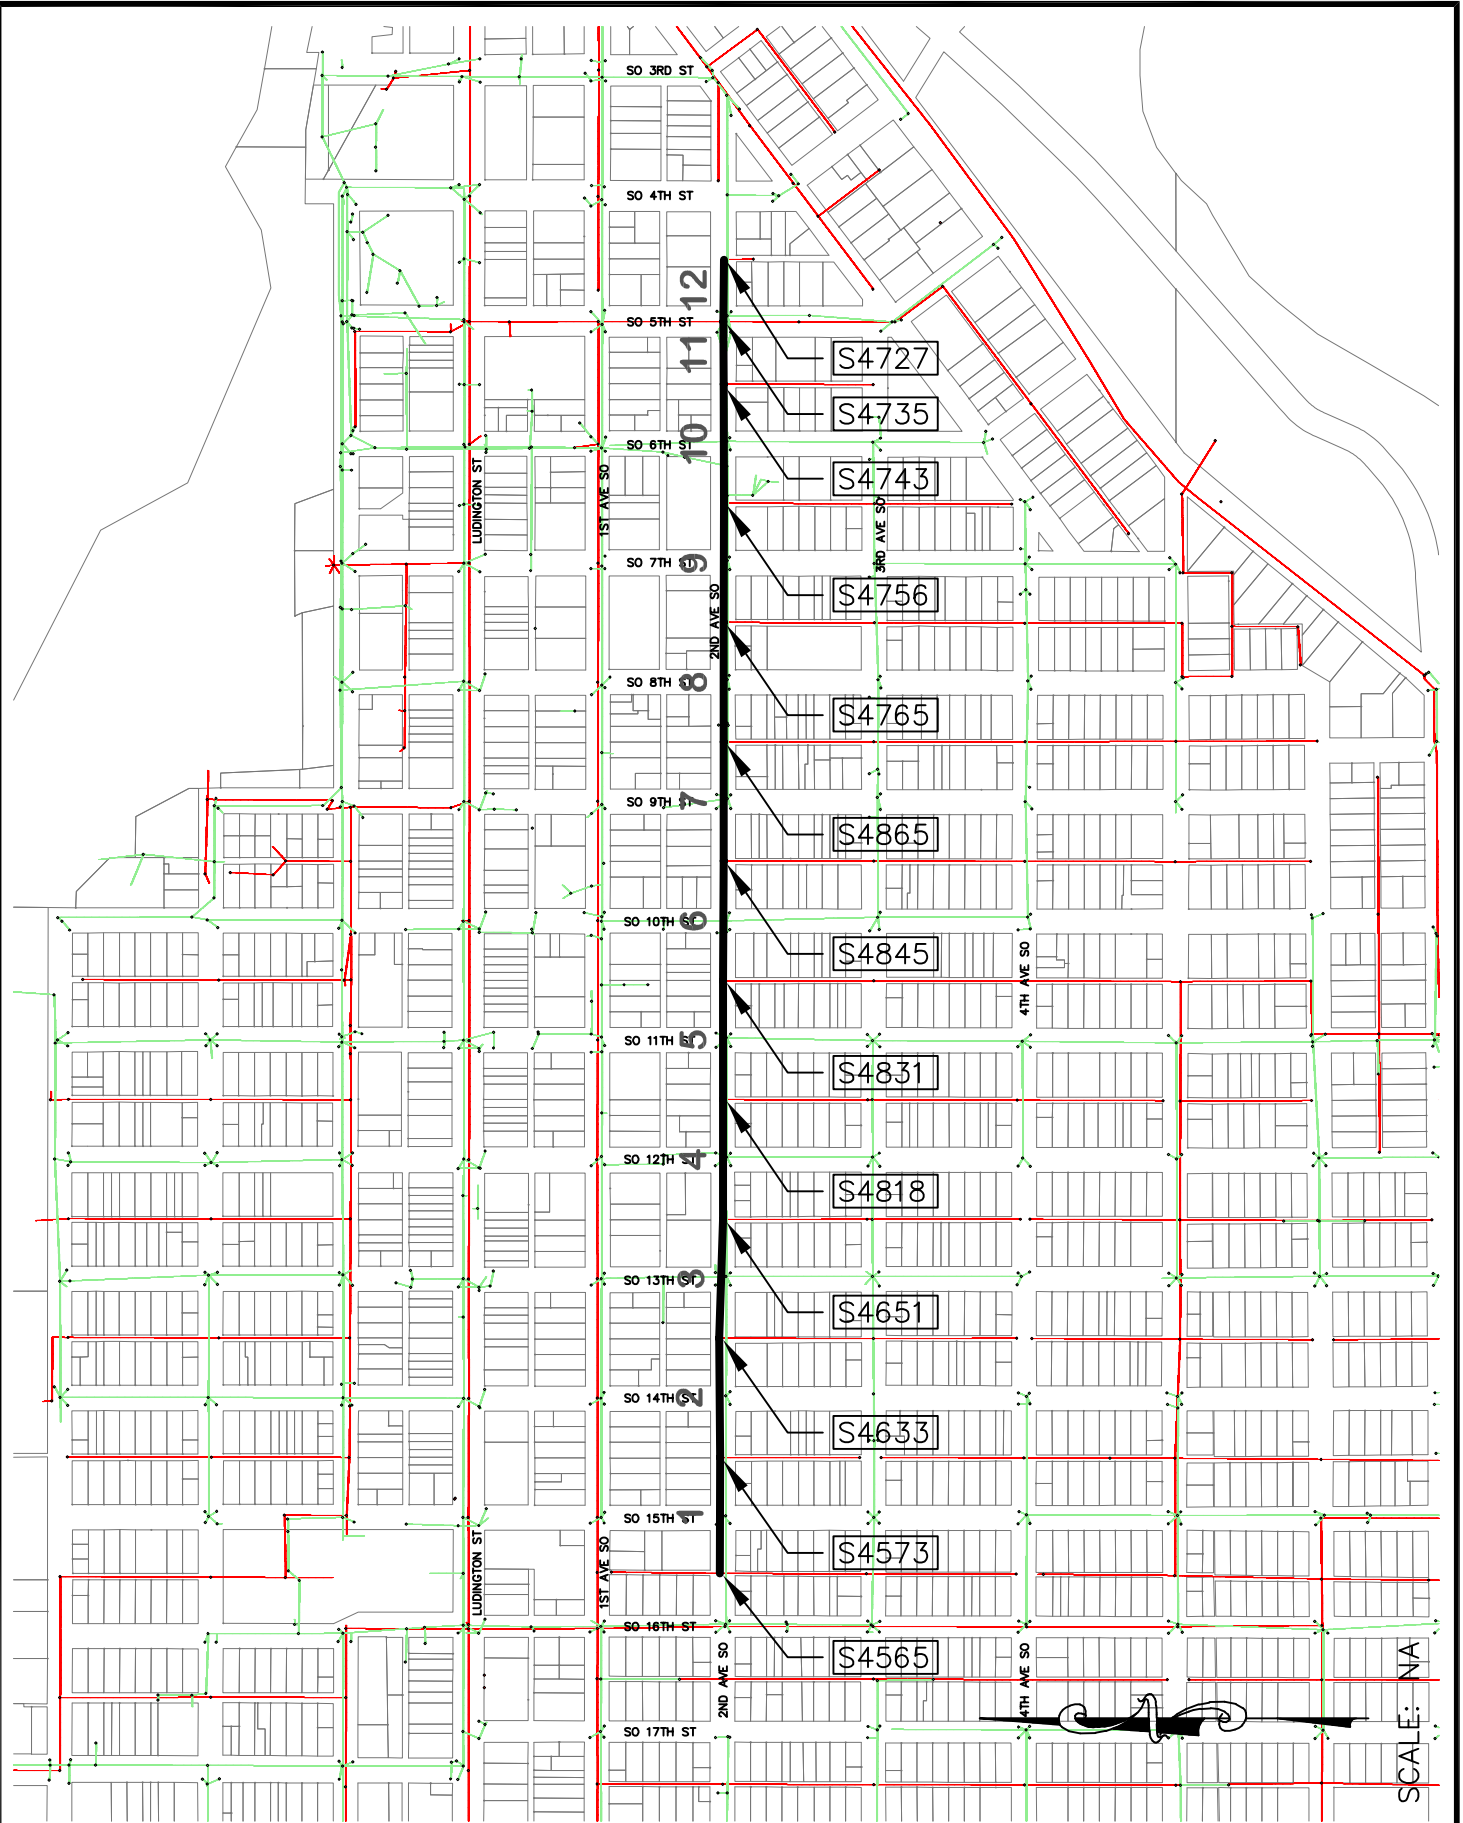 SO 3RD ST
SO 4TH ST
12
SO 5TH ST
11
S4727
S4735
10
SO 6TH ST
S4743
LUDINGTON ST
1ST AVE SO
3RD AVE SO
9
SO 7TH ST
S4756
2ND AVE SO
8
SO 8TH ST
S4765
7
SO 9TH ST
S4865
6
SO 10TH ST
S4845
4TH AVE SO
5
SO 11TH ST
S4831
4
SO 12TH ST
S4818
3
SO 13TH ST
S4651
2
SO 14TH ST
S4633
1
SO 15TH ST
S4573
LUDINGTON ST
1ST AVE SO
SO 16TH ST
S4565
2ND AVE SO
4TH AVE SO
SO 17TH ST
SCALE: NA